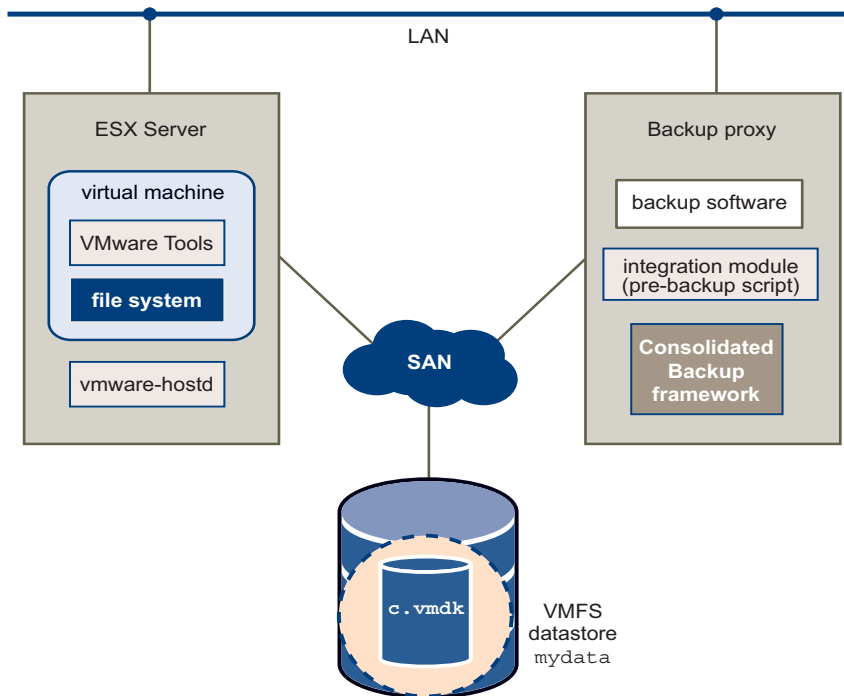 LAN
ESX Server
virtual machine
VMware Tools
file system
vmware-hostd
Backup proxy
backup software
integration module
(pre-backup script)
Consolidated
Backup
framework
SAN
c.vmdk
VMFS
datastore
mydata